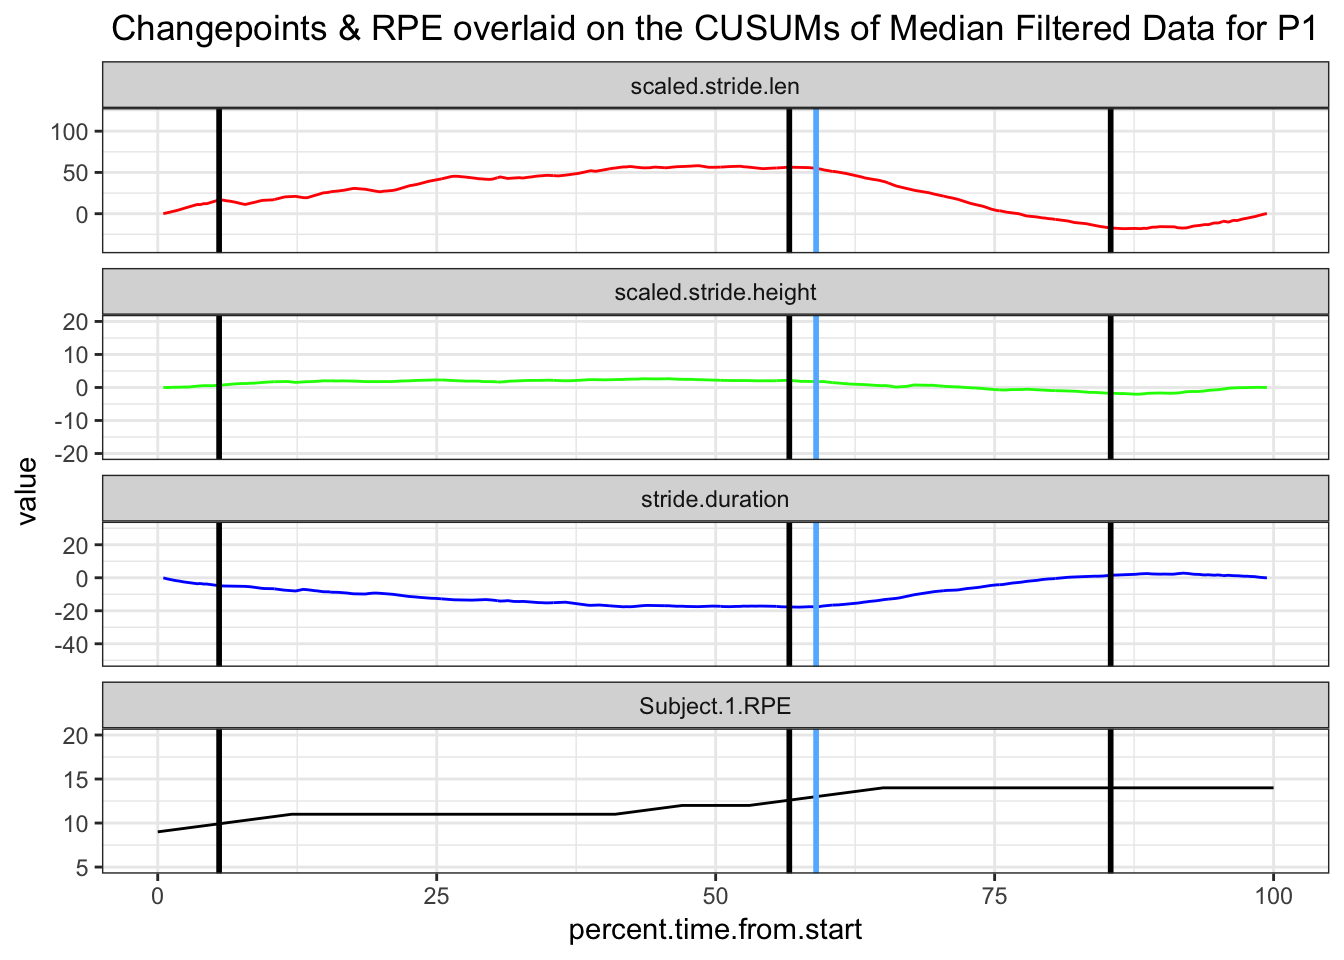 Changepoints & RPE overlaid on the CUSUMs of Median Filtered Data for P1
scaled.stride.len
100
50
0
scaled.stride.height
20
10
0
-10
-20
value
stride.duration
20
0
-20
-40
Subject.1.RPE
20
15
10
5
0 25 50 75 100
percent.time.from.start